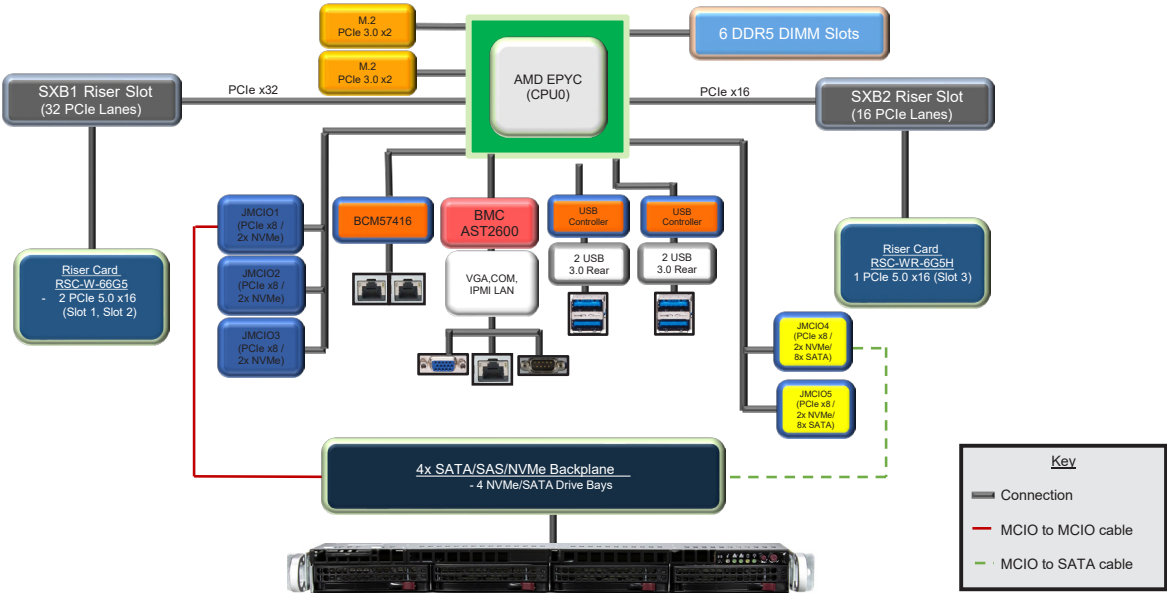 M.2
PCIe 3.0 x2
M.2
PCIe 3.0 x2
AMD EPYC
(CPU0)
6 DDR5 DIMM Slots
SXB1 Riser Slot
(32 PCIe Lanes)
PCIe x32
PCIe x16
SXB2 Riser Slot
(16 PCIe Lanes)
JMCIO1
(PCIe x8 /
2x NVMe)
JMCIO2
(PCIe x8 /
2x NVMe)
JMCIO3
(PCIe x8 /
2x NVMe)
BCM57416
BMC
AST2600
VGA,COM,
IPMI LAN
USB
Controller
2 USB
3.0 Rear
USB
Controller
2 USB
3.0 Rear
Riser Card
RSC-W-66G5
- 2 PCIe 5.0 x16
(Slot 1, Slot 2)
Riser Card
RSC-WR-6G5H
1 PCIe 5.0 x16 (Slot 3)
JMCIO4
(PCIe x8 /
2x NVMe/
8x SATA)
JMCIO5
(PCIe x8 /
2x NVMe/
8x SATA)
4x SATA/SAS/NVMe Backplane
- 4 NVMe/SATA Drive Bays
Key
Connection
MCIO to MCIO cable
MCIO to SATA cable